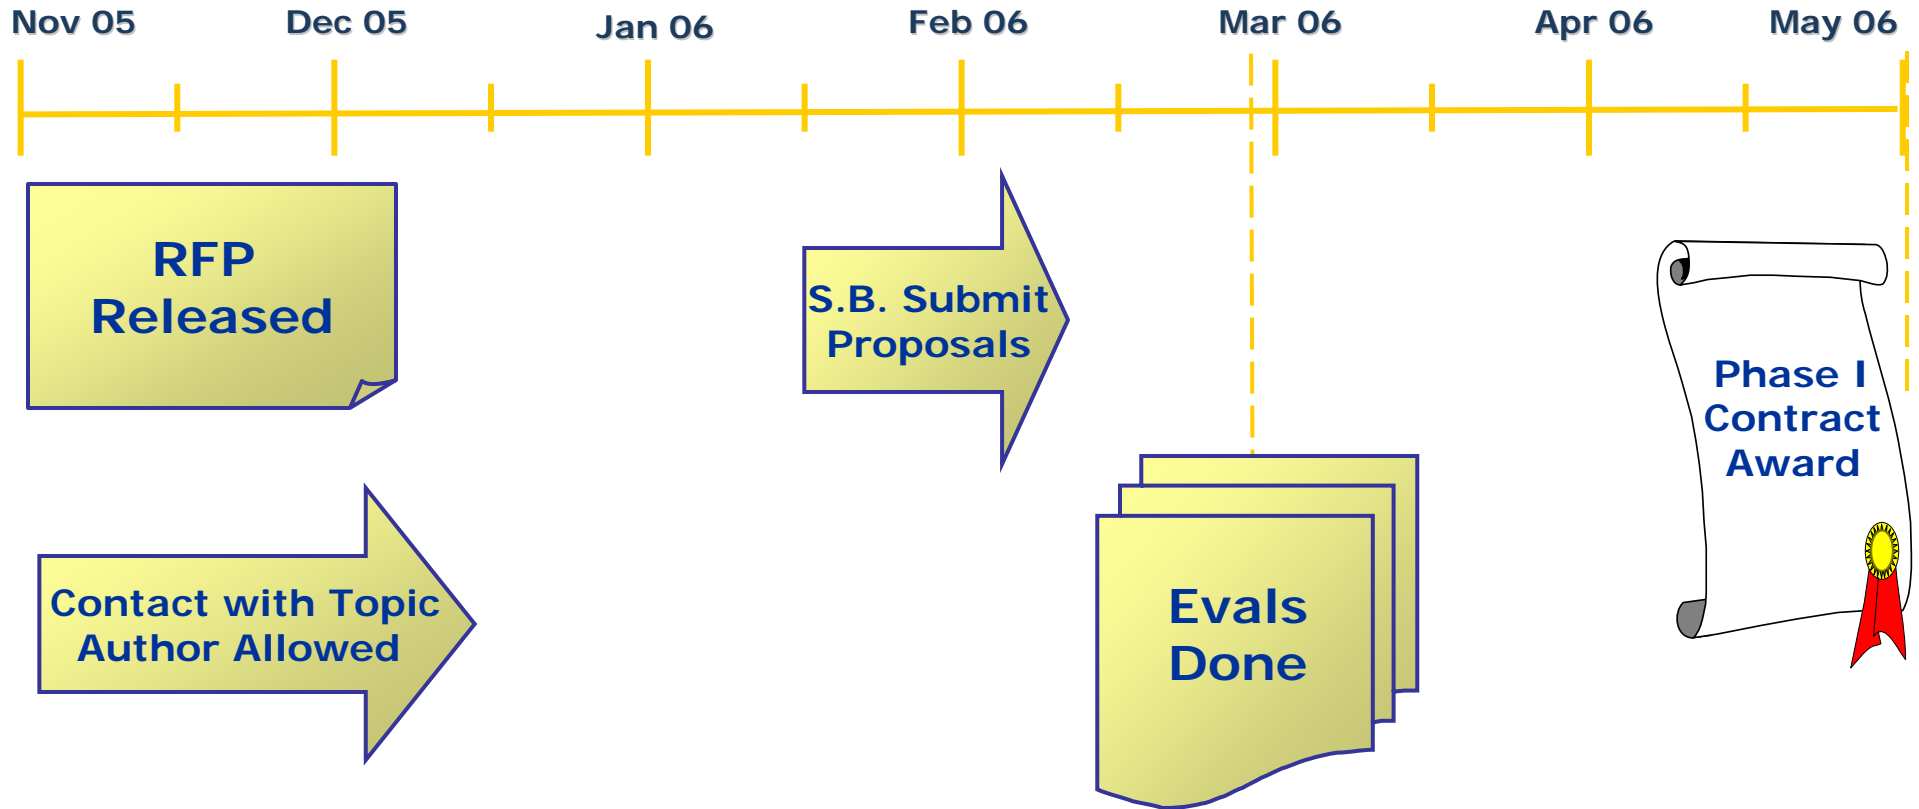 Nov 05
Dec 05
Jan 06
Feb 06
Mar 06
Apr 06
May 06
RFP
Released
S.B. Submit
Proposals
Phase I
Contract
Award
Contact with Topic
Author Allowed
Evals
Done